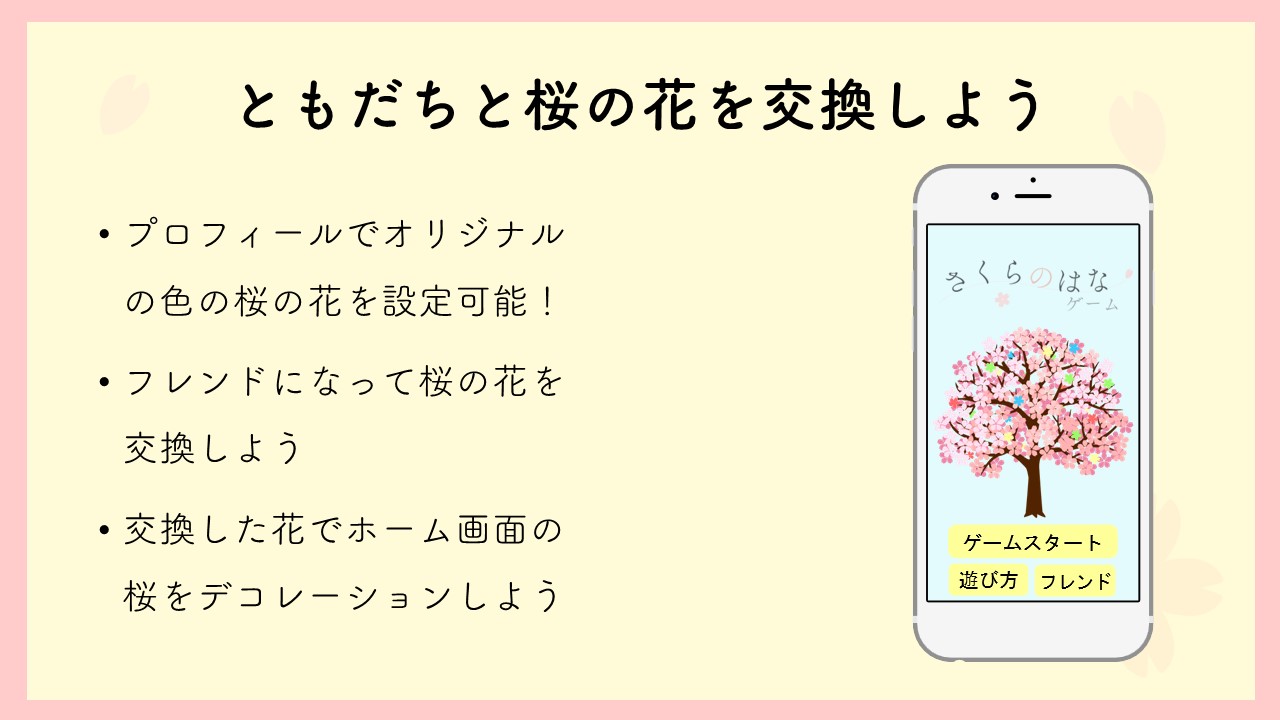 ともだちと桜の花を交換しよう
• プロフィールでオリジナル
の色の桜の花を設定可能！
• フレンドになって桜の花を
交換しよう
• 交換した花でホーム画面の
桜をデコレーションしよう
さくらのはな
ゲーム
ゲームスタート
遊び方 フレンド